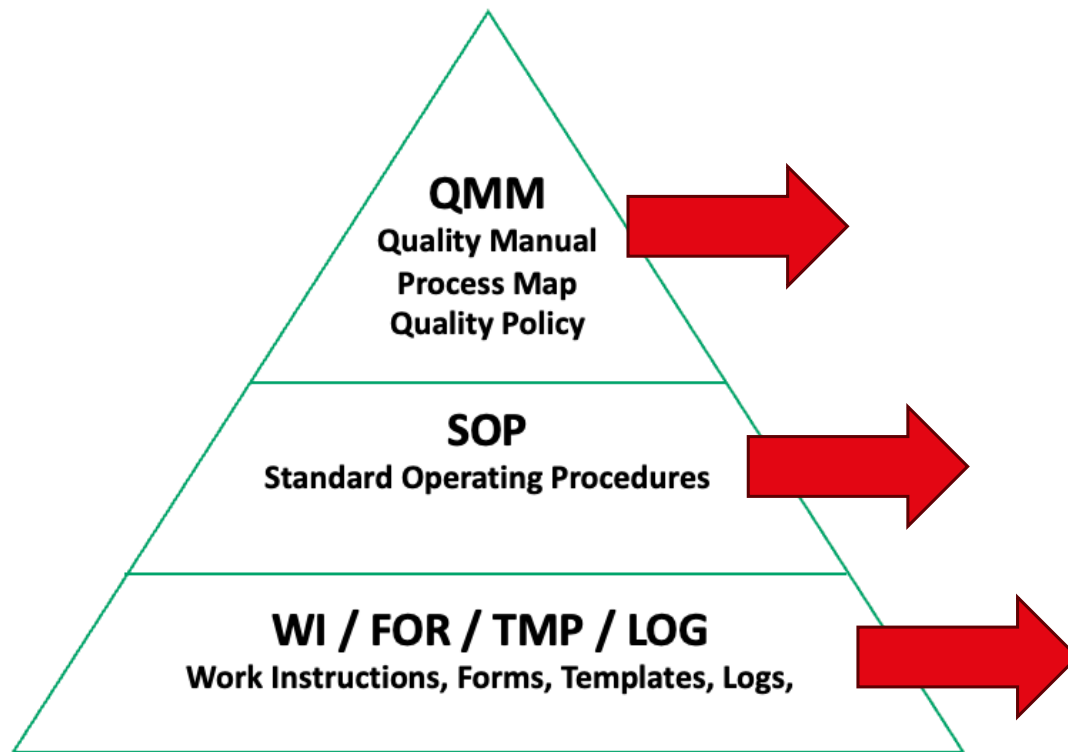 QMM
Quality Manual
Process Map
Quality Policy
SOP
Standard Operating Procedures
WI / FOR / TMP / LOG
Work Instructions, Forms, Templates, Logs,